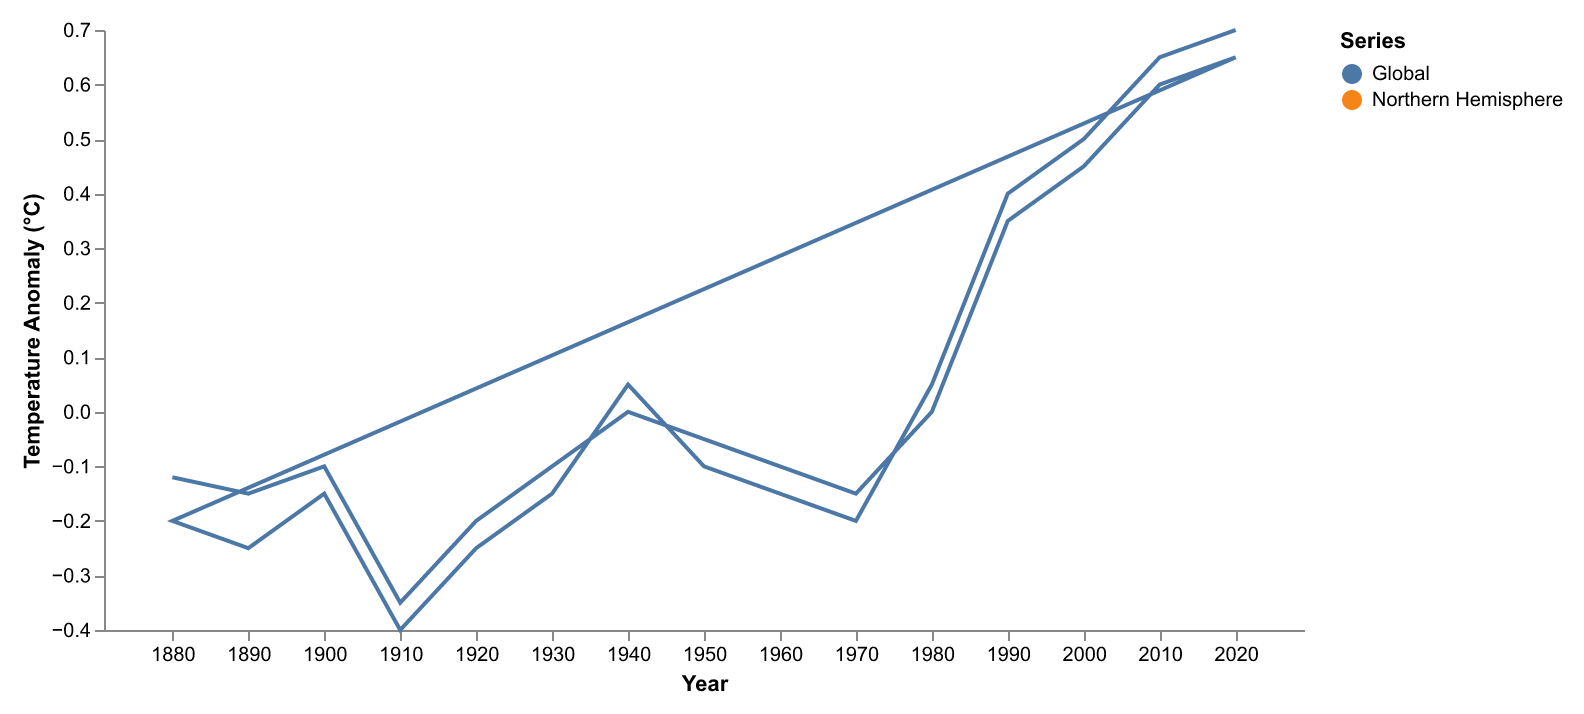 Temperature Anomaly (°C)
0.7
0.6
0.5
0.4
0.3
0.2
0.1
0.0
−0.1
−0.2
−0.3
−0.4
1880 1890 1900 1910 1920 1930 1940 1950 1960 1970 1980 1990 2000 2010 2020
Year
Series
Global
Northern Hemisphere